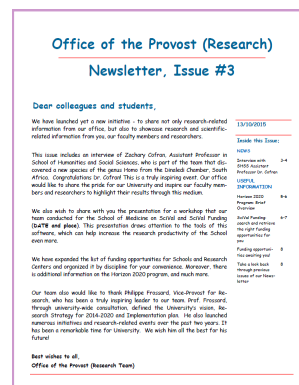 Office of the Provost (Research)
Newsletter, Issue #3
Dear colleagues and students,
We have launched yet a new initiative - to share not only research-related
information from our office, but also to showcase research and scientific-
related information from you, our faculty members and researchers.
This issue includes an interview of Zachary Cofran, Assistant Professor in
School of Humanities and Social Sciences, who is part of the team that dis-
covered a new species of the genus Homo from the Dinaledi Chamber, South
Africa. Congratulations Dr. Cofran! This is a truly inspiring event. Our office
would like to share the pride for our University and inspire our faculty mem-
bers and researchers to highlight their results through this medium.
We also wish to share with you the presentation for a workshop that our
team conducted for the School of Medicine on SciVal and SciVal Funding
(DATE and place). This presentation draws attention to the tools of this
software, which can help increase the research productivity of the School
even more.
We have expanded the list of funding opportunities for Schools and Research
Centers and organized it by discipline for your convenience. Moreover, there
is additional information on the Horizon 2020 program, and much more.
Our team also would like to thank Philippe Frossard, Vice-Provost for Re-
search, who has been a truly inspiring leader to our team. Prof. Frossard,
through university-wide consultation, defined the University's vision, Re-
search Strategy for 2014-2020 and Implementation plan. He also launched
numerous initiatives and research-related events over the past two years. It
has been a remarkable time for University. We wish him all the best for his
future!
Best wishes to all,
Office of the Provost (Research Team)
13/10/2015
Inside this Issue:
NEWS
Interview with 3-4
SHSS Assistant
Professor Dr. Cofran
USEFUL
INFORMATION
Horizon 2020 5-6
Program: Brief
Overview
SciVal Funding 6-7
search and retrieve
the right funding
opportunities for
you
Funding opportuni- 8
ties awaiting you!
Take a look back 8
through previous
issues of our News-
letter